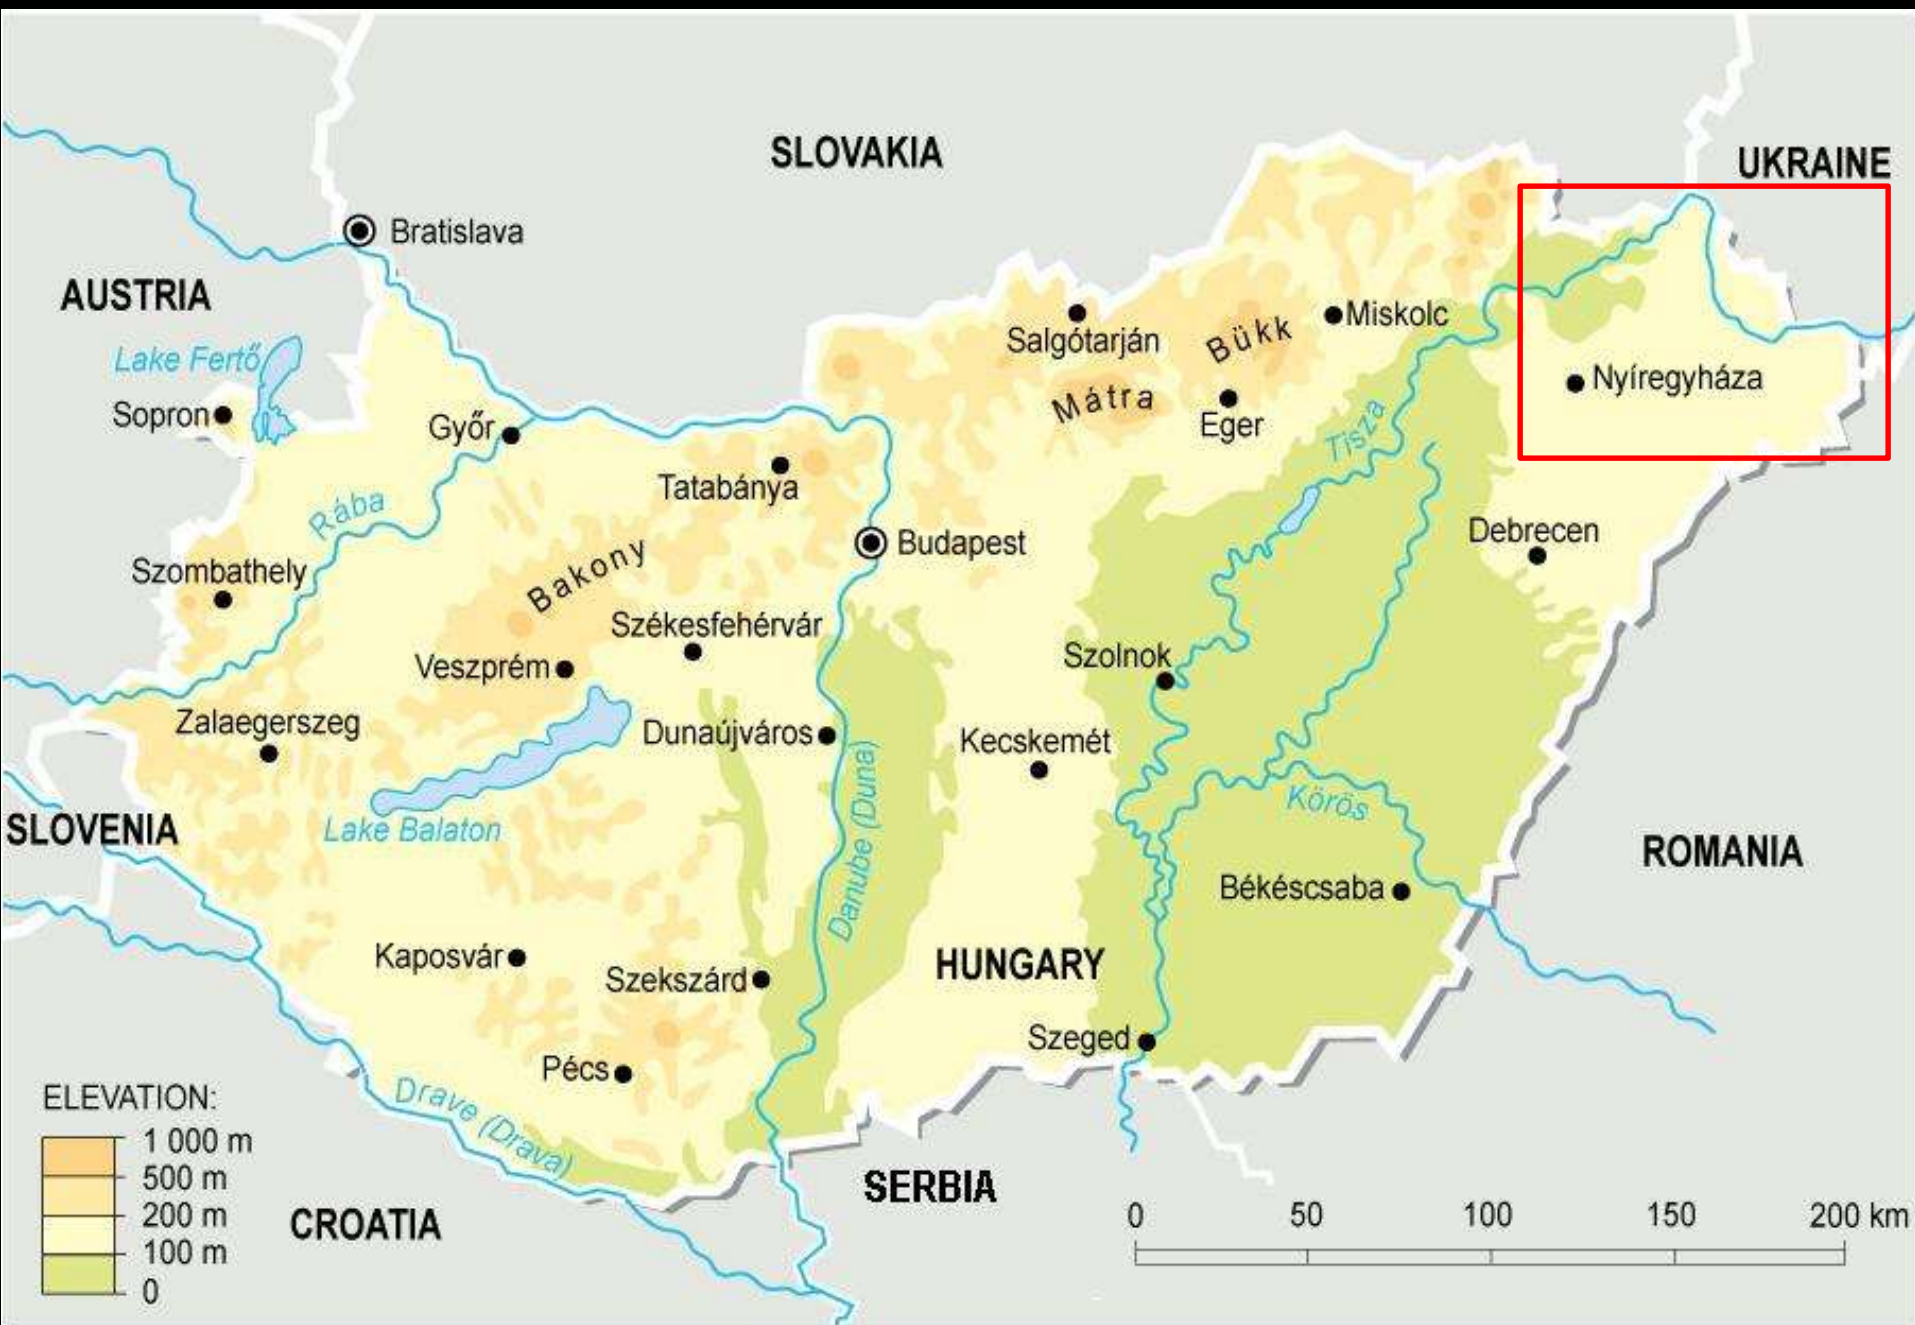 SLOVAKIA
UKRAINE
Bratislava
AUSTRIA
Lake Fertő
Sopron
Győr
Salgótarján
Bükk
Miskolc
Mátra
Eger
Nyíregyháza
Tisza
Tatabánya
Rába
Budapest
Debrecen
Szombathely
Bakony
Székesfehérvár
Veszprém
Szolnok
Zalaegerszeg
Dunaújváros
Kecskemét
Danube (Duna)
Körös
Lake Balaton
SLOVENIA
ROMANIA
Békéscsaba
Kaposvár
Szekszárd
HUNGARY
Szeged
Pécs
Drave (Drava)
ELEVATION:
1 000 m
500 m
200 m
100 m
0
CROATIA
SERBIA
0 50 100 150 200 km